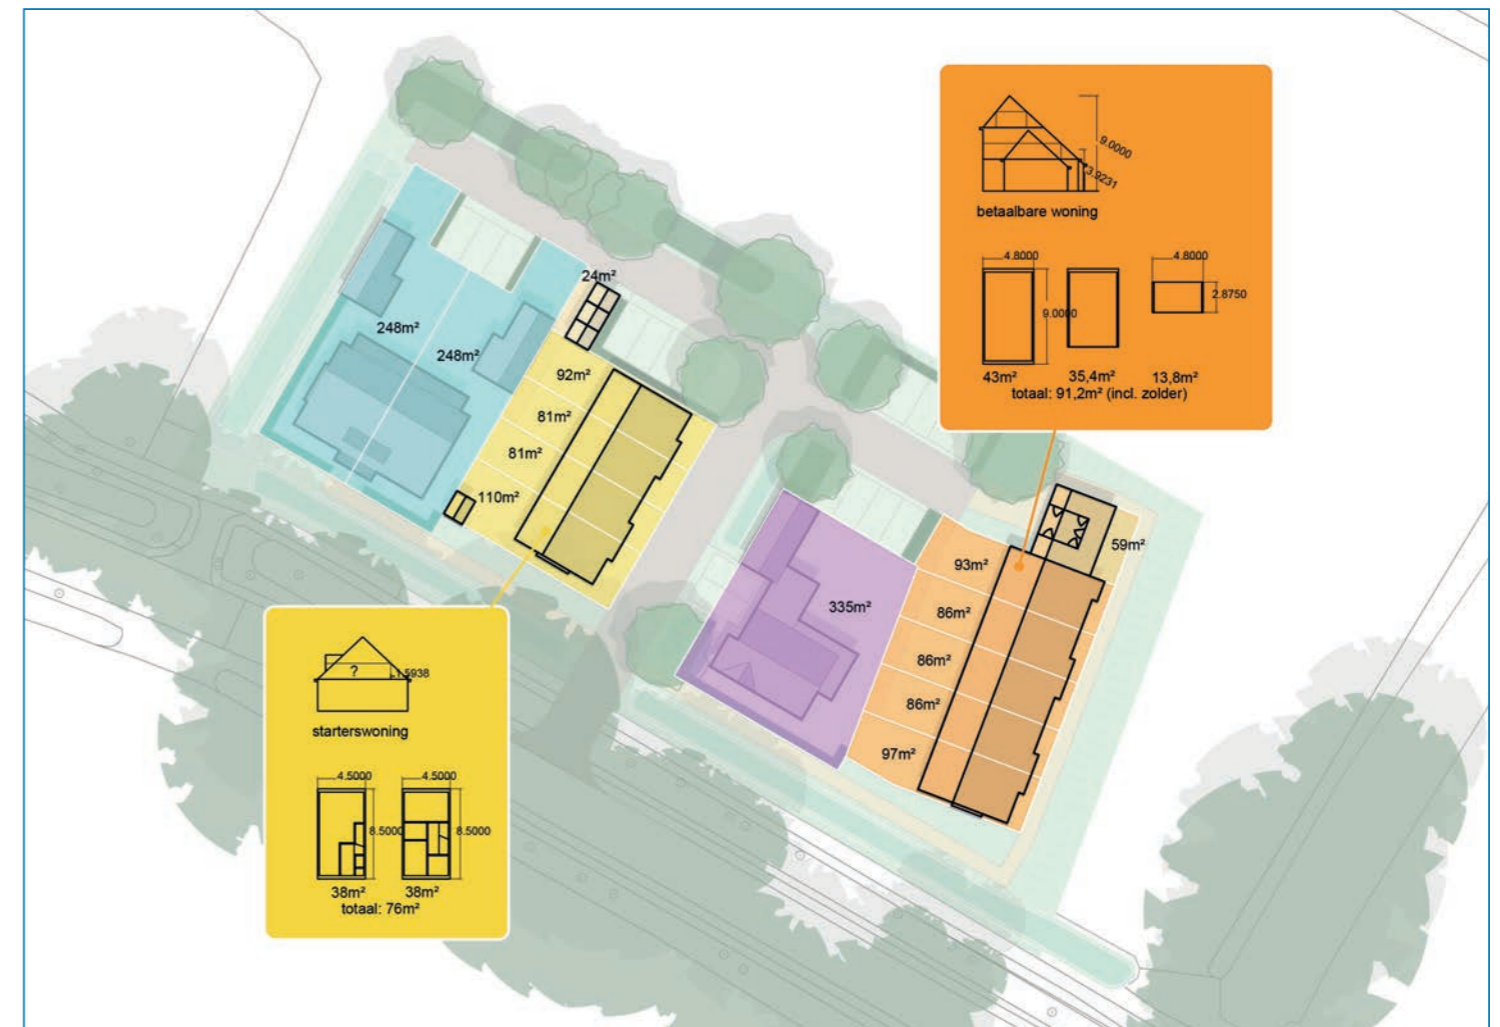 9.0000
3.9231
betaalbare woning
4.8000
4.8000
9.0000
2.8750
43m²
35,4m²
13,8m²
totaal: 91,2m² (incl. zolder)
24m²
248m²
248m²
92m²
81m²
81m²
110m²
59m²
93m²
335m²
86m²
86m²
86m²
97m²
?
1.5938
starterswoning
4.5000
4.5000
8.5000
8.5000
38m²
38m²
totaal: 76m²